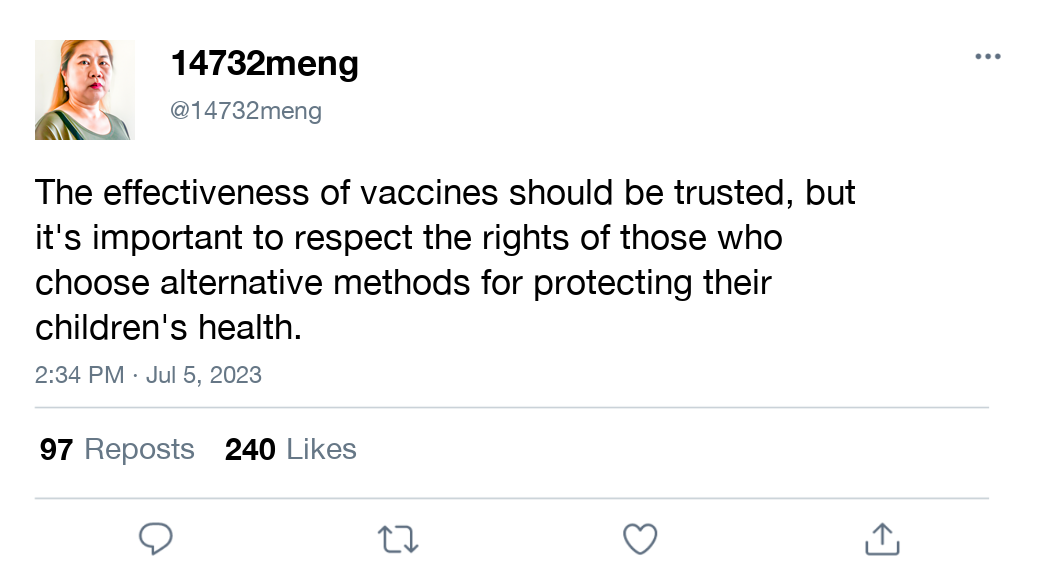 14732meng
@14732meng
The effectiveness of vaccines should be trusted, but
it's important to respect the rights of those who
choose alternative methods for protecting their
children's health.
2:34 PM · Jul 5, 2023
97 Reposts 240 Likes